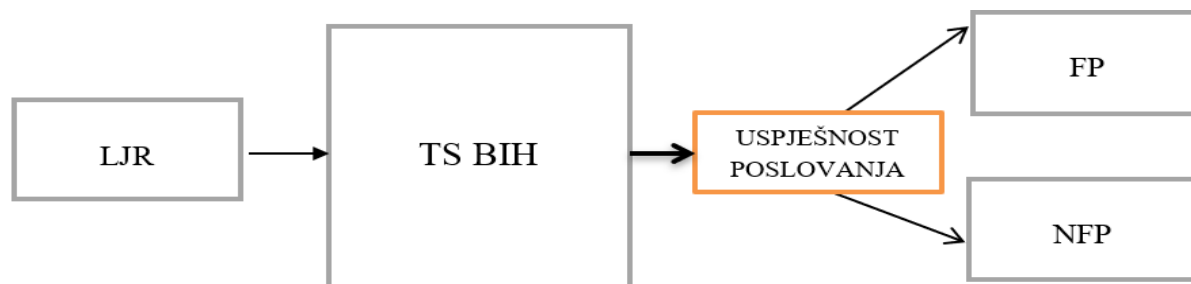 LJR
TS BIH
USPJEŠNOST
POSLOVANJA
FP
NFP